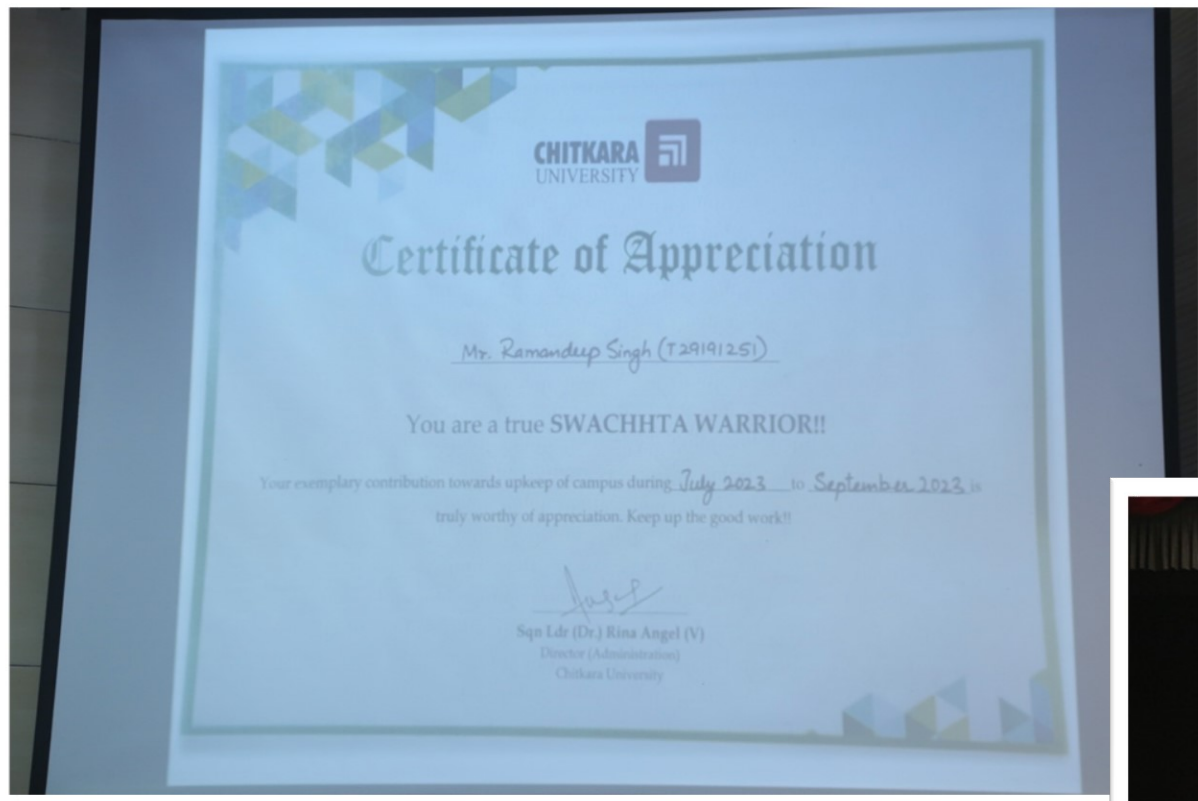 CHITKARA
UNIVERSITY
Certificate of Appreciation
Mr. Ramandeep Singh (T29191251)
You are a true SWACHHTA WARRIOR!!
Your exemplary contribution towards upkeep of campus during July 2023 to September 2023 is
truly worthy of appreciation. Keep up the good work!!
Sqn Ldr (Dr.) Rina Angel (V)
Director (Administration)
Chitkara University